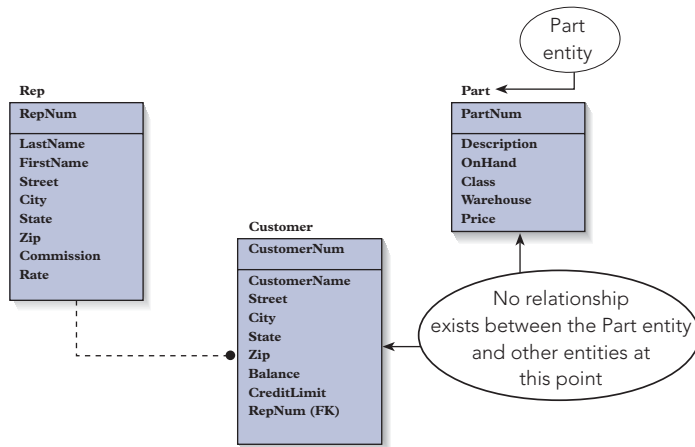 Part
entity
Rep
RepNum
LastName
FirstName
Street
City
State
Zip
Commission
Rate
Part
PartNum
Description
OnHand
Class
Warehouse
Price
Customer
CustomerNum
CustomerName
Street
City
State
Zip
Balance
CreditLimit
RepNum (FK)
No relationship
exists between the Part entity
and other entities at
this point